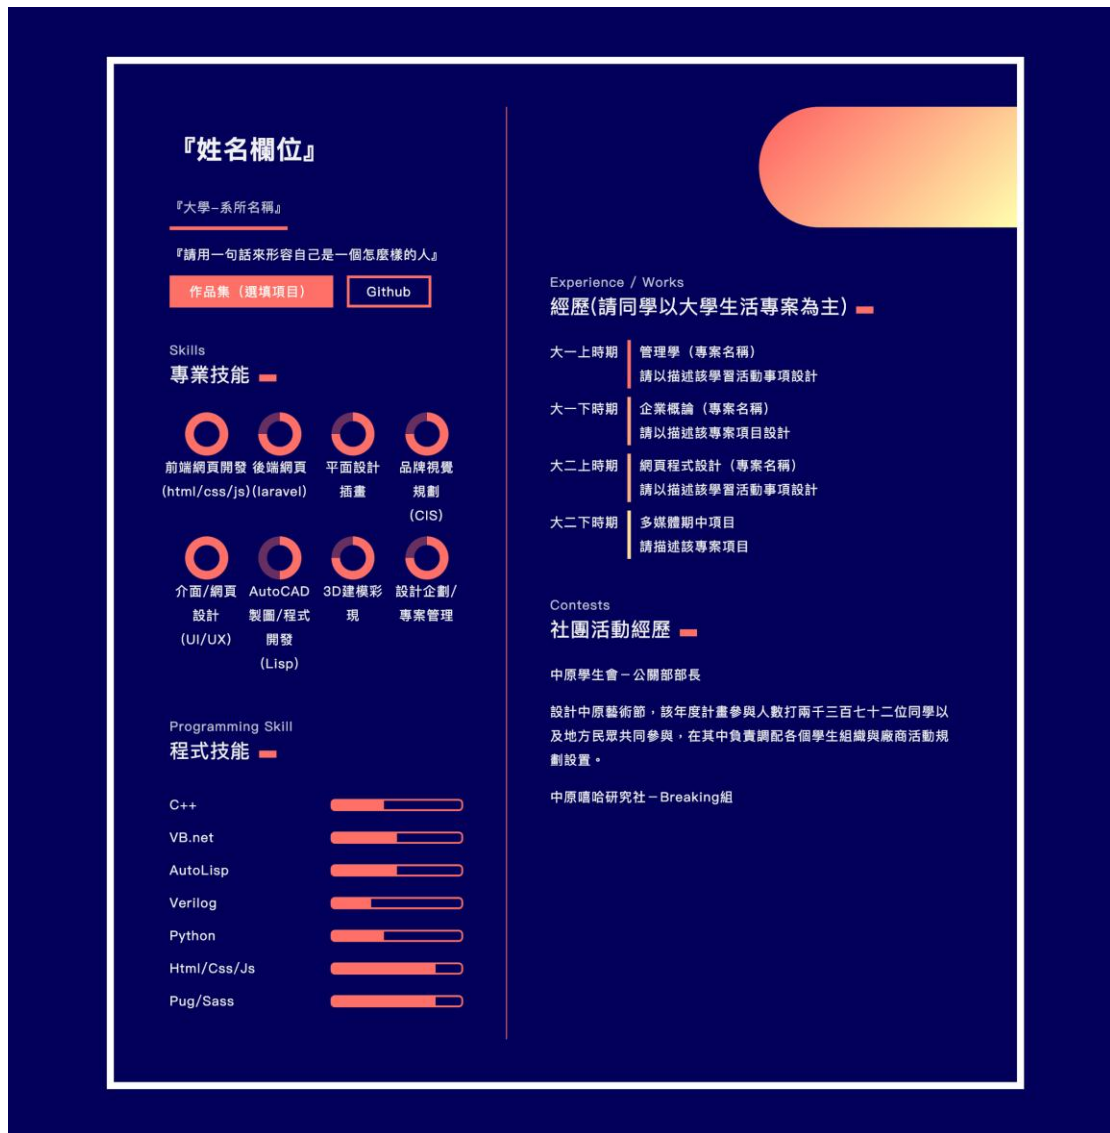 『姓名欄位』
『大學–系所名稱』
『請用一句話來形容自己是一個怎麼樣的人』
作品集（選填項目）
Github
Skills
專業技能
前端網頁開發
(html/css/js)
後端網頁
(laravel)
平面設計
插畫
品牌視覺
規劃
(CIS)
介面/網頁
設計
(UI/UX)
AutoCAD
製圖/程式
開發
(Lisp)
3D建模彩
現
設計企劃/
專案管理
Programming Skill
程式技能
C++
VB.net
AutoLisp
Verilog
Python
Html/Css/Js
Pug/Sass
Experience / Works
經歷(請同學以大學生活專案為主)
大一上時期
管理學（專案名稱）
請以描述該學習活動事項設計
大一下時期
企業概論（專案名稱）
請以描述該專案項目設計
大二上時期
網頁程式設計（專案名稱）
請以描述該學習活動事項設計
大二下時期
多媒體期中項目
請描述該專案項目
Contests
社團活動經歷
中原學生會－公關部部長
設計中原藝術節，該年度計畫參與人數打兩千三百七十二位同學以
及地方民眾共同參與，在其中負責調配各個學生組織與廠商活動規
劃設置。
中原嘻哈研究社－Breaking組